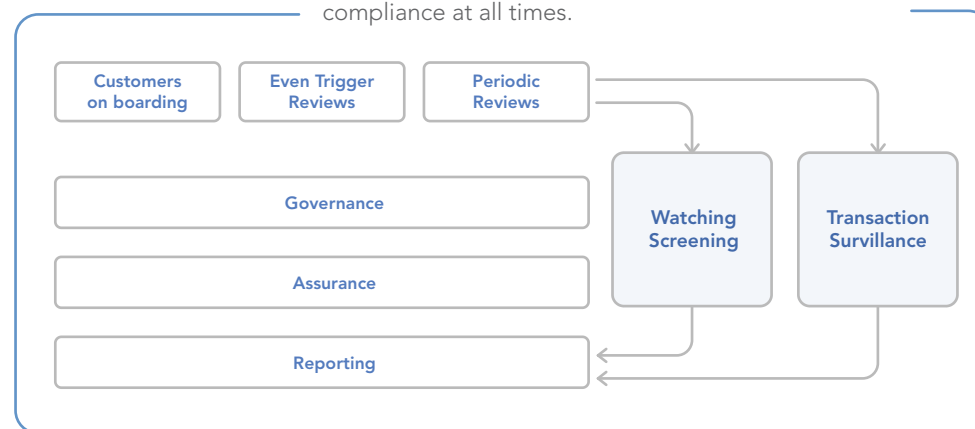 compliance at all times.
Customers
on boarding
Even Trigger
Reviews
Periodic
Reviews
Governance
Watching
Screening
Transaction
Survillance
Assurance
Reporting